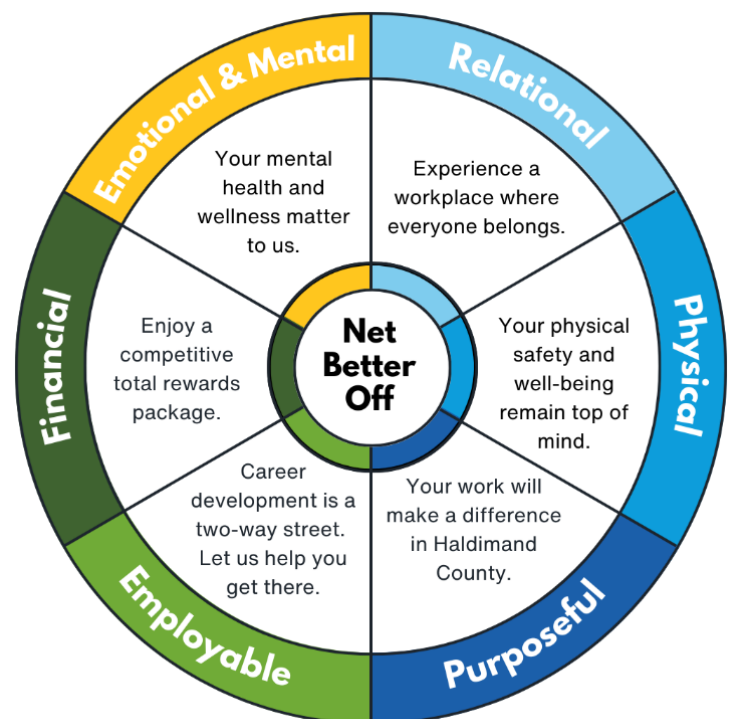 Emotional & Mental
Your mental
health and
wellness matter
to us.
Relational
Experience a
workplace where
everyone belongs.
Physical
Your physical
safety and
well-being
remain top of
mind.
Purposeful
Your work will
make a difference
in Haldimand
County.
Employable
Career
development is a
two-way street.
Let us help you
get there.
Financial
Enjoy a
competitive
total rewards
package.
Net
Better
Off